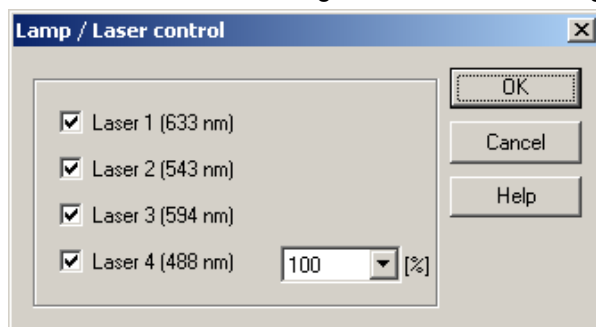 Lamp / Laser control
Laser 1 (633 nm)
Laser 2 (543 nm)
Laser 3 (594 nm)
Laser 4 (488 nm) 100 [%]
OK
Cancel
Help